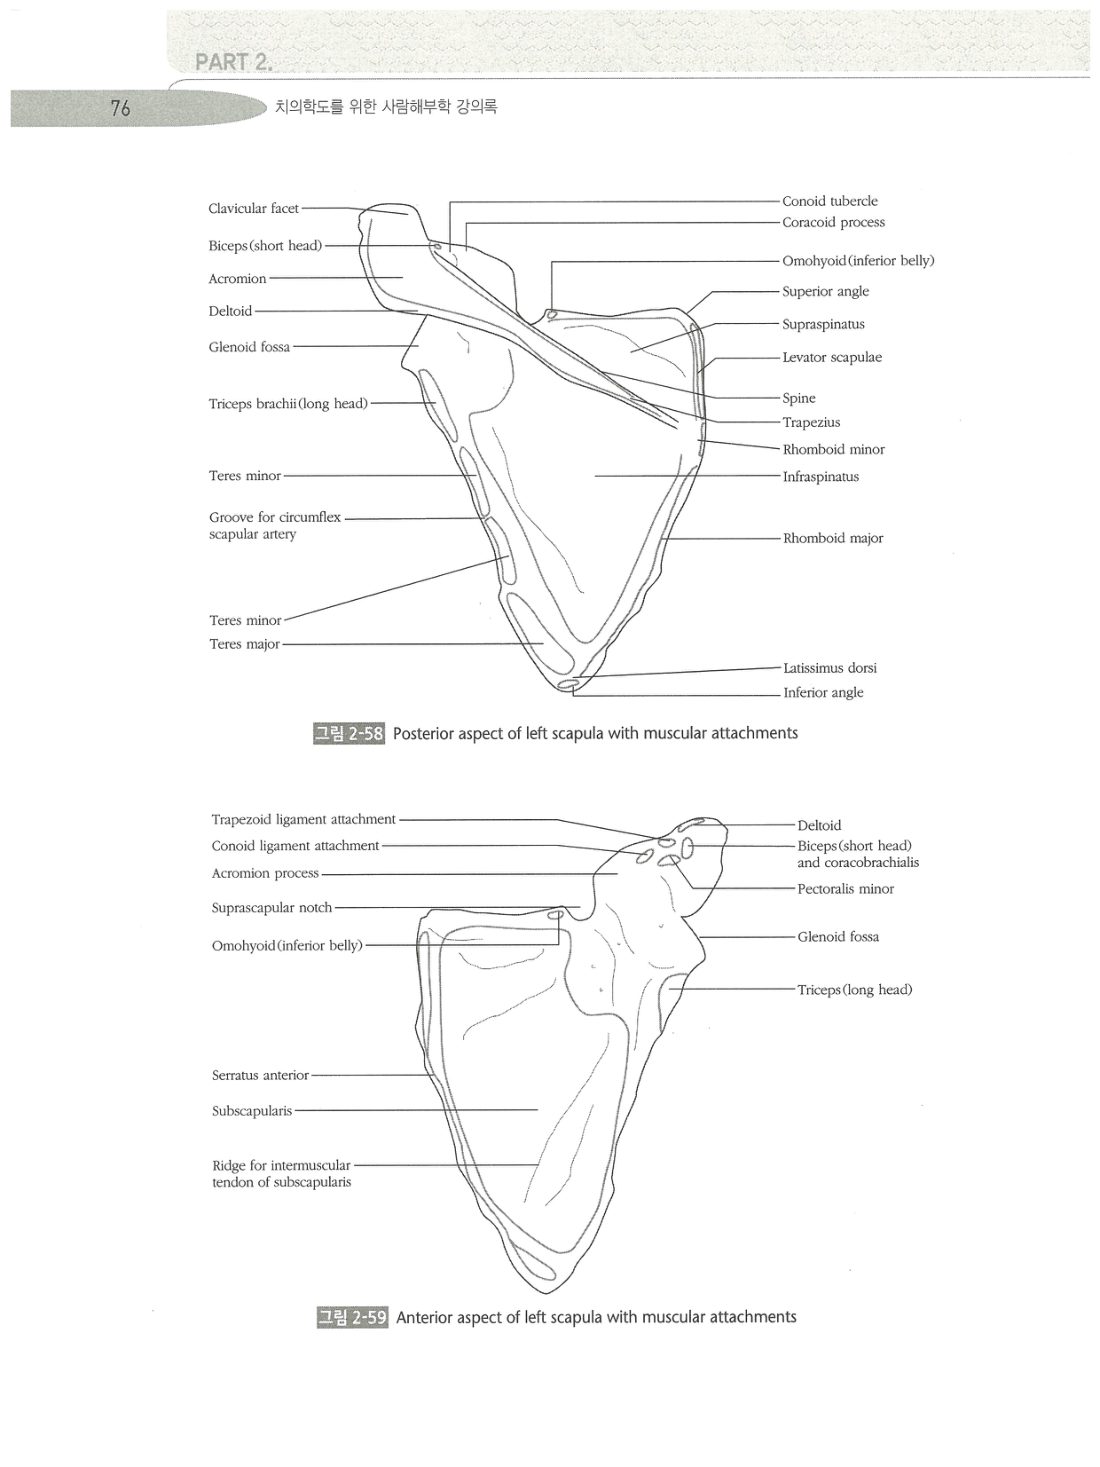 PART 2.
76
치의학도를 위한 사람해부학 강의록
Clavicular facet
Biceps(short head)
Acromion
Deltoid
Glenoid fossa
Triceps brachii(long head)
Teres minor
Groove for circumflex
scapular artery
Teres minor
Teres major
Conoid tubercle
Coracoid process
Omohyoid(inferior belly)
Superior angle
Supraspinatus
Levator scapulae
Spine
Trapezius
Rhomboid minor
Infraspinatus
Rhomboid major
Latissimus dorsi
Inferior angle
그림 2-58 Posterior aspect of left scapula with muscular attachments
Trapezoid ligament attachment
Conoid ligament attachment
Acromion process
Suprascapular notch
Omohyoid(inferior belly)
Serratus anterior
Subscapularis
Ridge for intermuscular
tendon of subscapularis
Deltoid
Biceps(short head)
and coracobrachialis
Pectoralis minor
Glenoid fossa
Triceps(long head)
그림 2-59 Anterior aspect of left scapula with muscular attachments